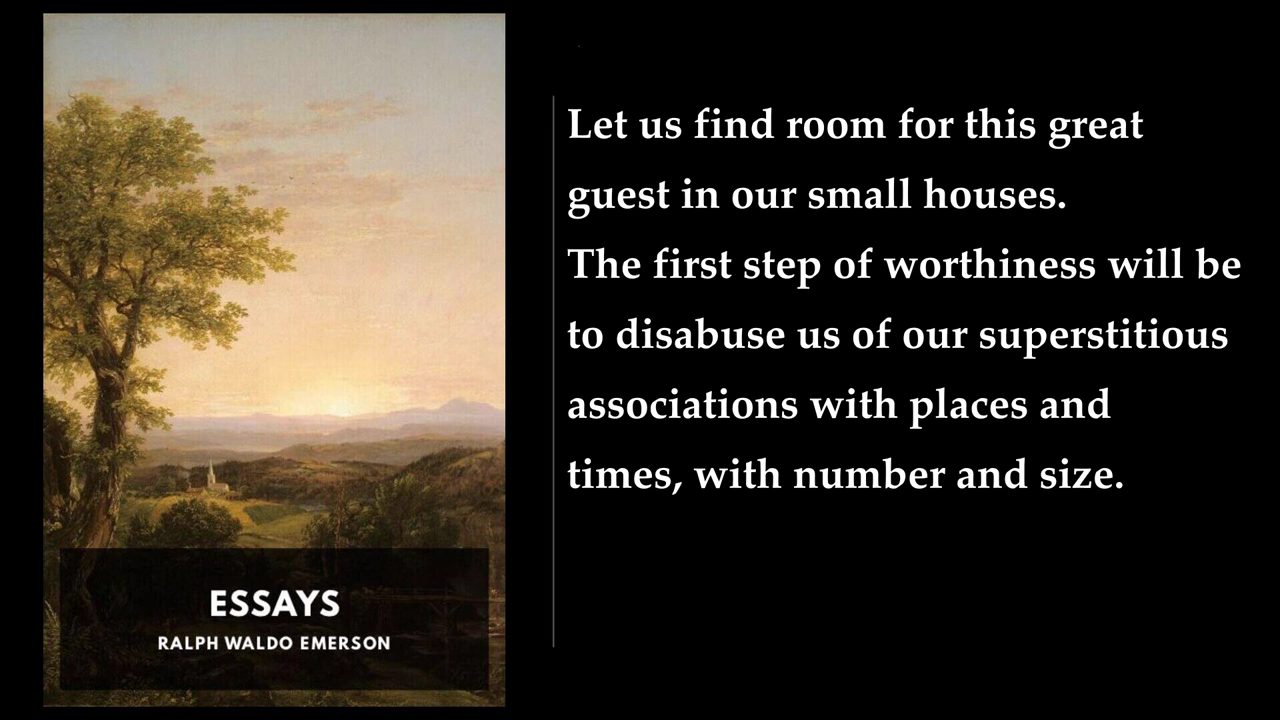 ESSAYS
RALPH WALDO EMERSON
Let us find room for this great
guest in our small houses.
The first step of worthiness will be
to disabuse us of our superstitious
associations with places and
times, with number and size.